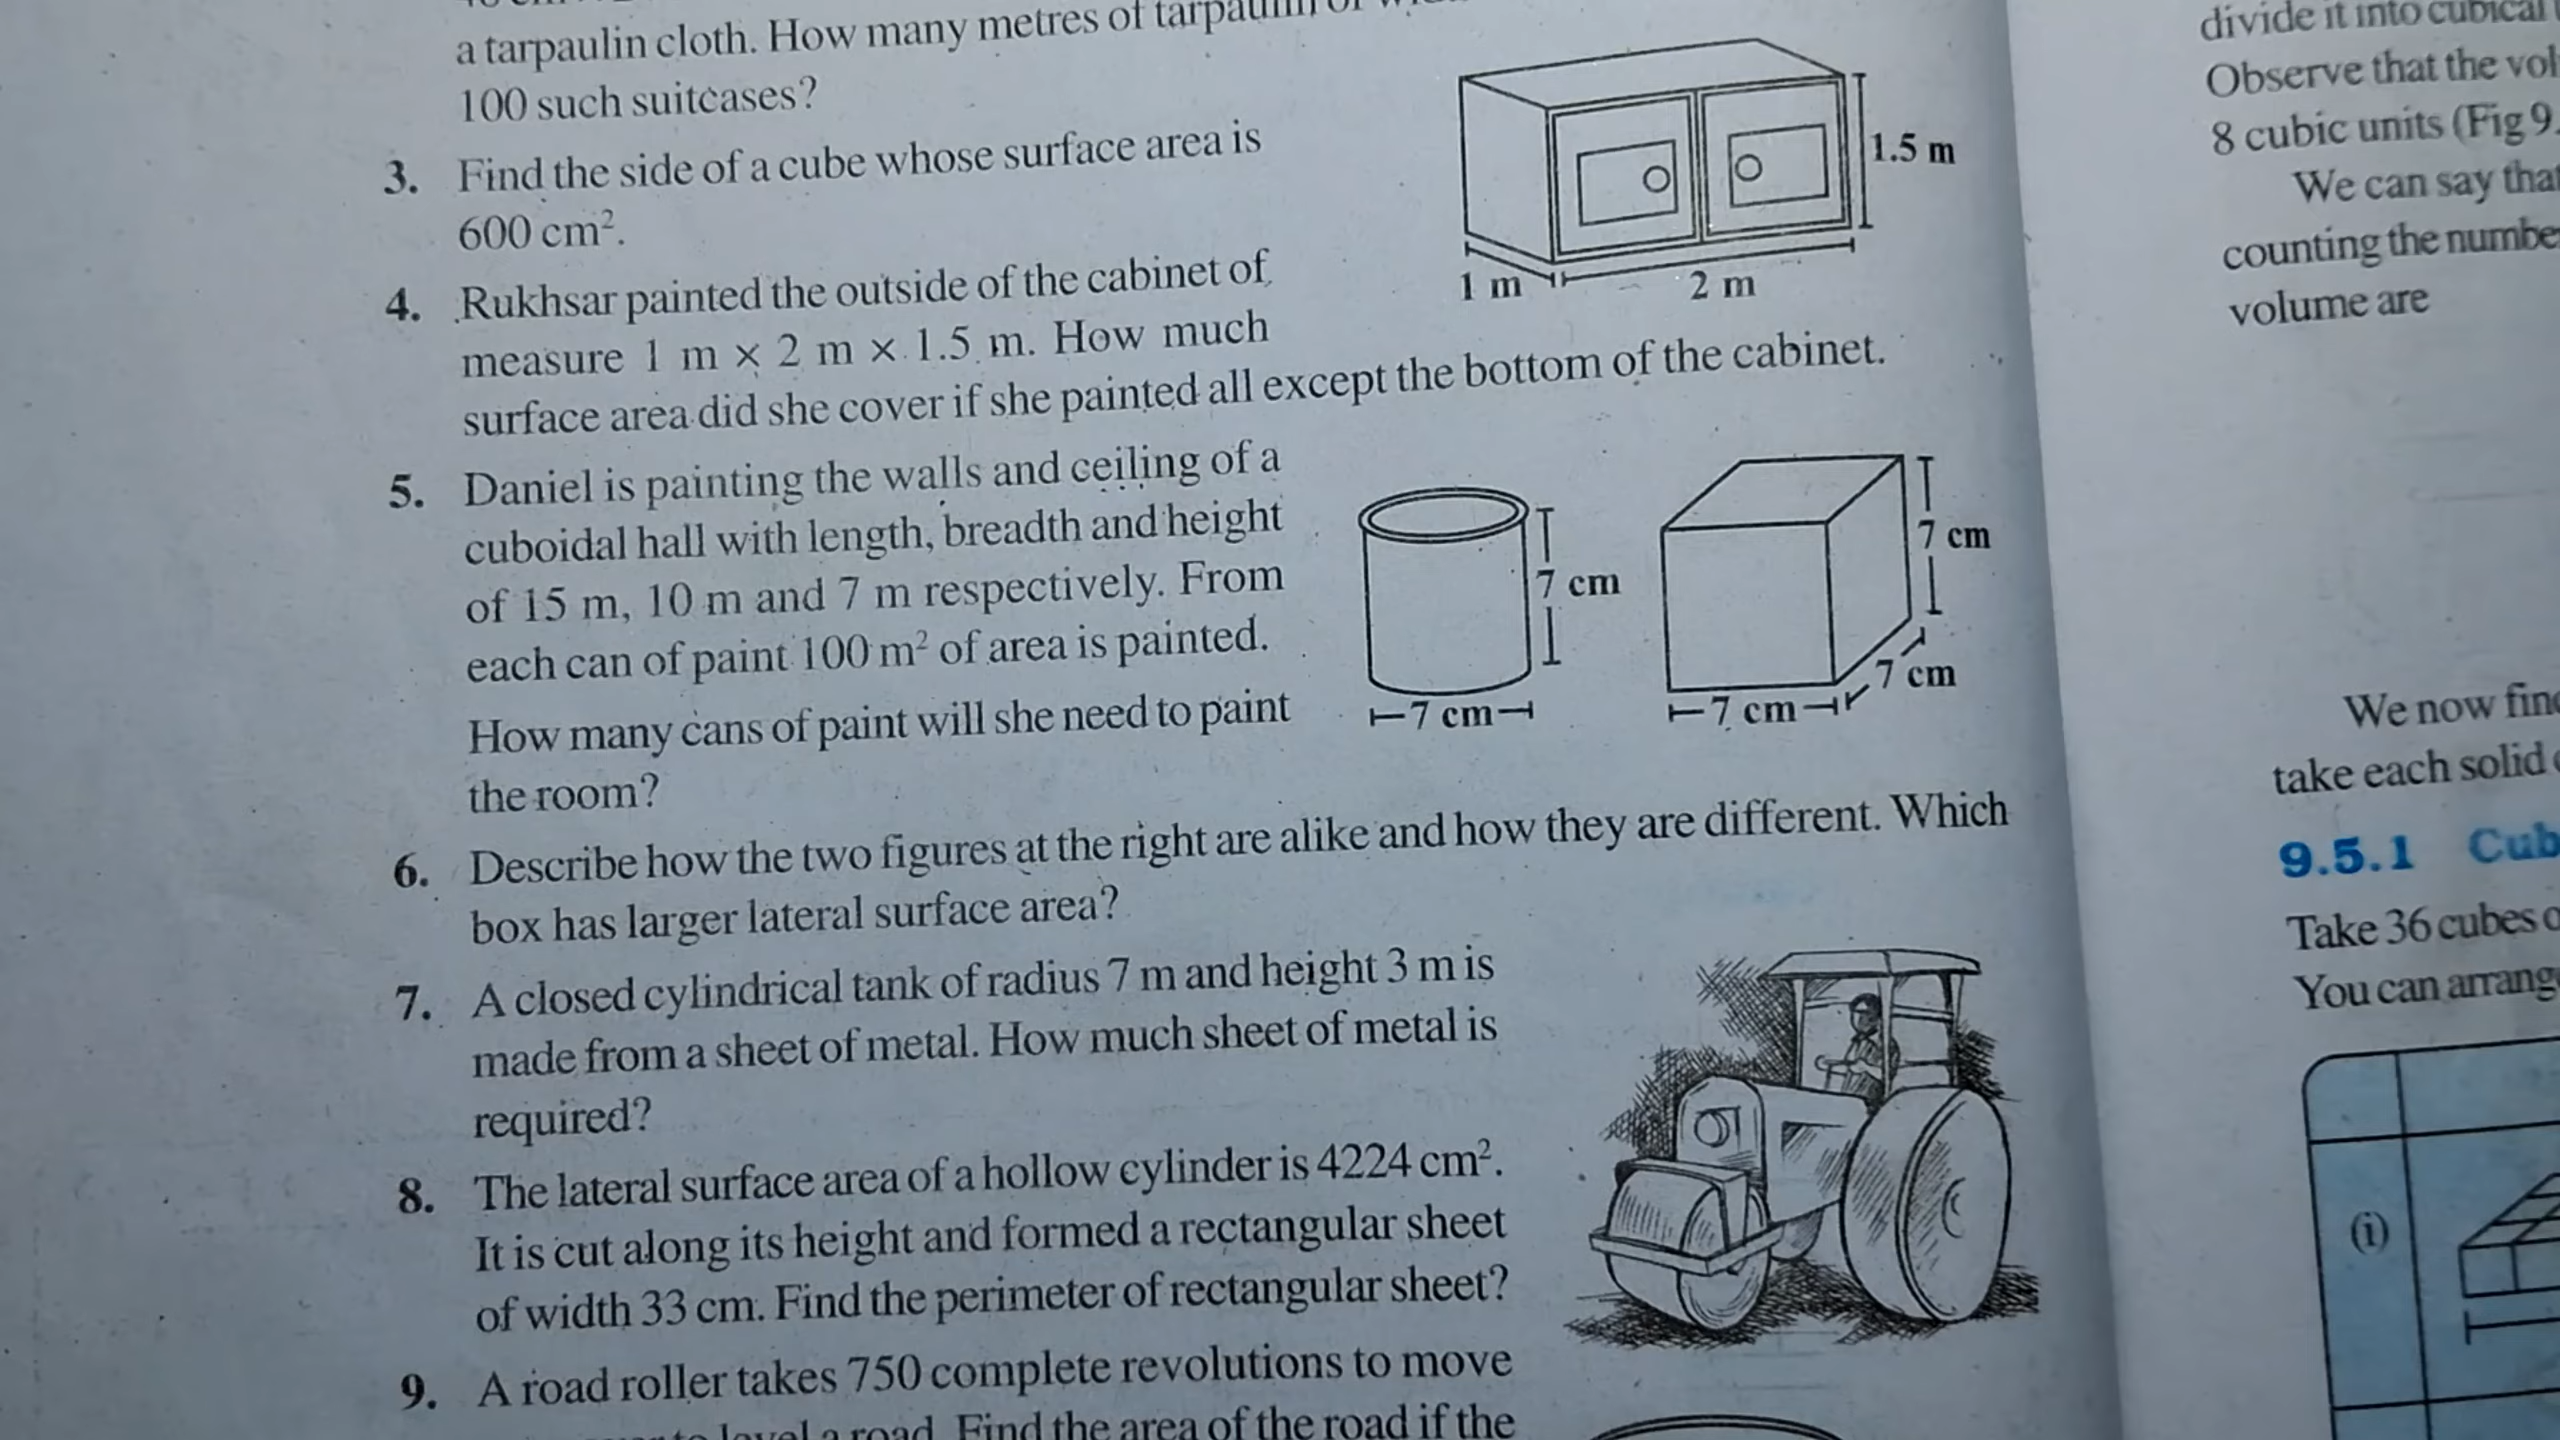 a tarpaulin cloth. How many metres of tarpaulin of
100 such suitcases?
3. Find the side of a cube whose surface area is
600 cm².
4. Rukhsar painted the outside of the cabinet of
measure 1 m × 2 m × 1.5 m. How much
surface area did she cover if she painted all except the bottom of the cabinet.
1.5 m
1 m
2 m
5. Daniel is painting the walls and ceiling of a
cuboidal hall with length, breadth and height
of 15 m, 10 m and 7 m respectively. From
each can of paint 100 m² of area is painted.
How many cans of paint will she need to paint
the room?
7 cm
7 cm
7 cm
7 cm
7 cm
6. Describe how the two figures at the right are alike and how they are different. Which
box has larger lateral surface area?
7. A closed cylindrical tank of radius 7 m and height 3 m is
made from a sheet of metal. How much sheet of metal is
required?
8. The lateral surface area of a hollow cylinder is 4224 cm².
It is cut along its height and formed a rectangular sheet
of width 33 cm. Find the perimeter of rectangular sheet?
9. A road roller takes 750 complete revolutions to move
to level a road. Find the area of the road if the
divide it into cubical
Observe that the
8 cubic units (Fig 9.
We can say that
counting the
volume are
We now
take each solid
9.5.1
Take 36 cubes
You can
(i)